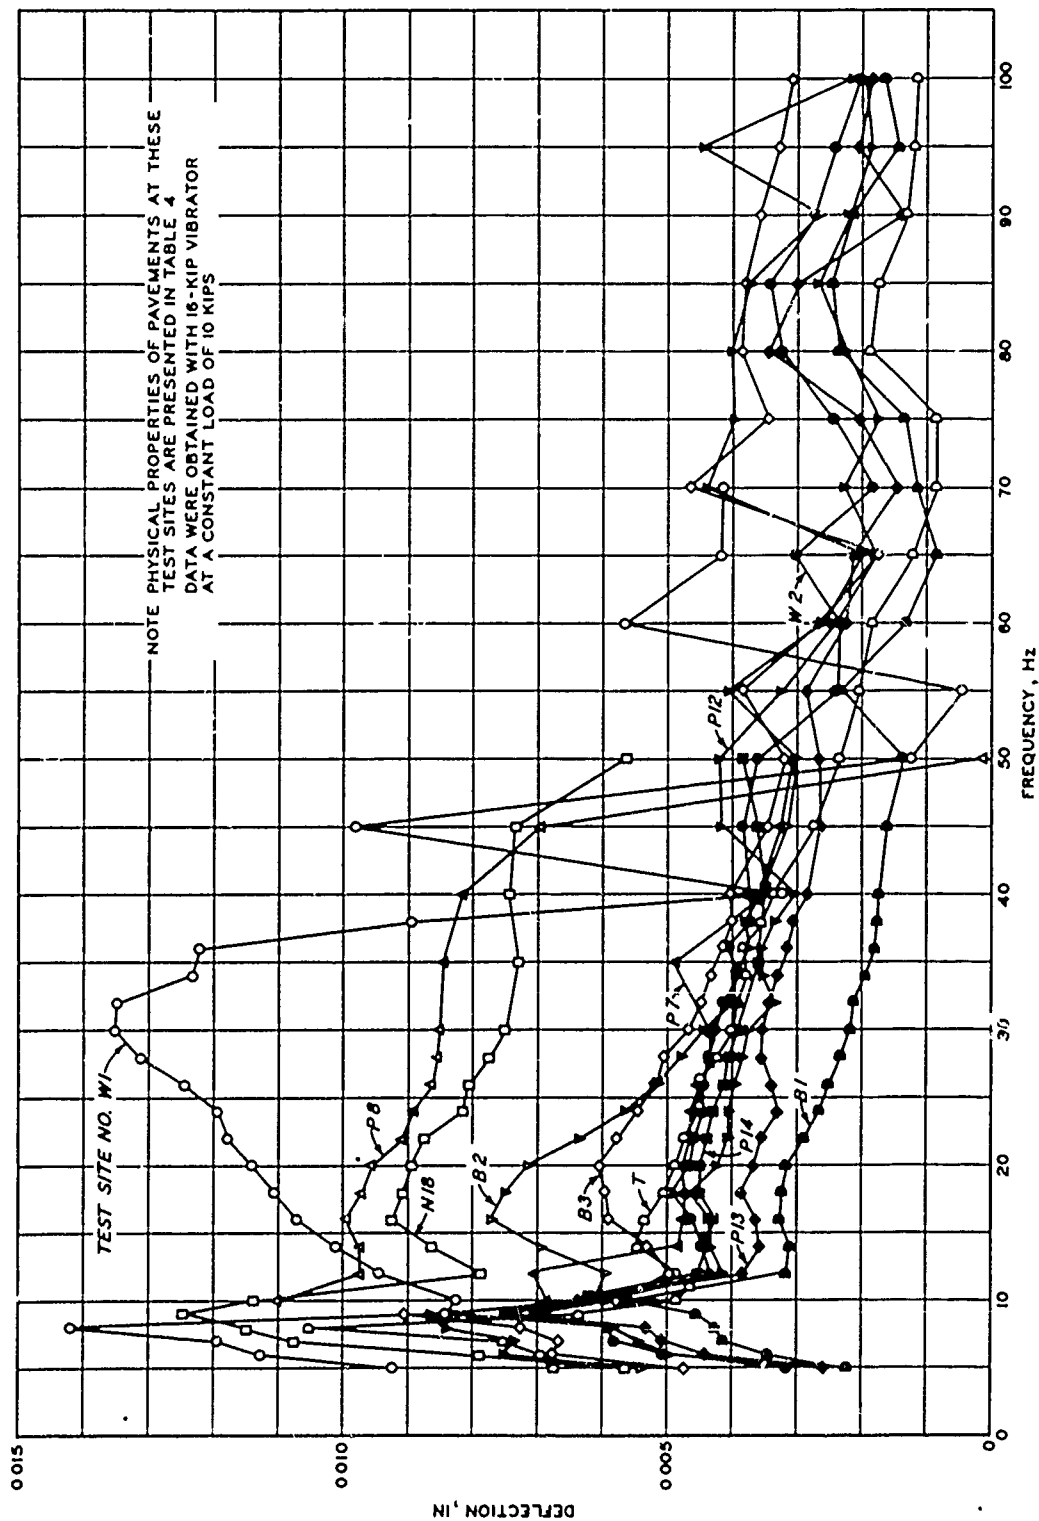 NOTE PHYSICAL PROPERTIES OF PAVEMENTS AT THESE
TEST SITES ARE PRESENTED IN TABLE 4
DATA WERE OBTAINED WITH 16-KIP VIBRATOR
AT A CONSTANT LOAD OF 10 KIPS
TEST SITE NO. W1
P8
N18
B2
B3
T
P7
P14
P13
B1
P12
W2
DEFLECTION, IN
0 015
0 010
0 005
0
0
10
20
30
40
50
60
70
80
90
100
FREQUENCY, Hz